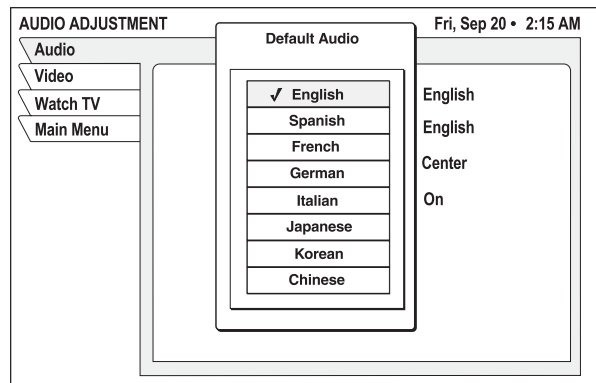 AUDIO ADJUSTMENT
Fri, Sep 20 • 2:15 AM
Audio
Video
Watch TV
Main Menu
Default Audio
✓ English
Spanish
French
German
Italian
Japanese
Korean
Chinese
English
English
Center
On